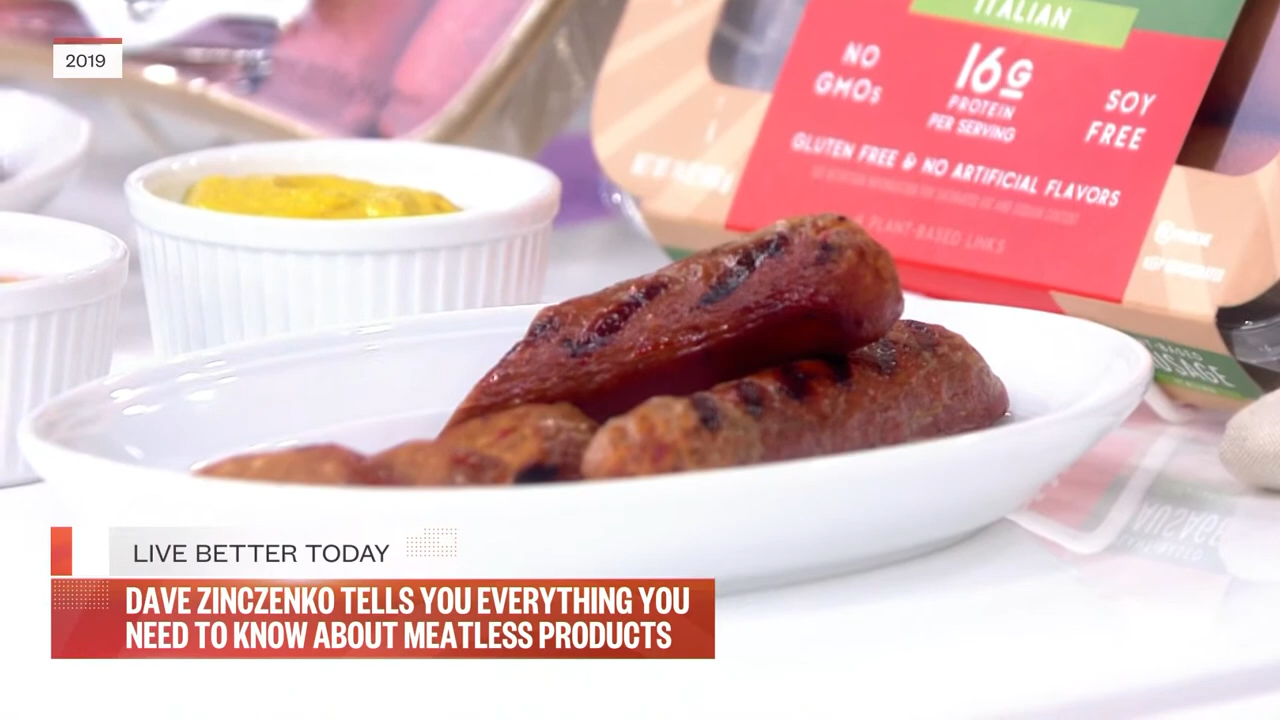 2019
ITALIAN
NO
GMOs
16G
PROTEIN
PER SERVING
SOY
FREE
GLUTEN FREE & NO ARTIFICIAL FLAVORS
PLANT-BASED LINKS
LIVE BETTER TODAY
DAVE ZINCZENKO TELLS YOU EVERYTHING YOU
NEED TO KNOW ABOUT MEATLESS PRODUCTS